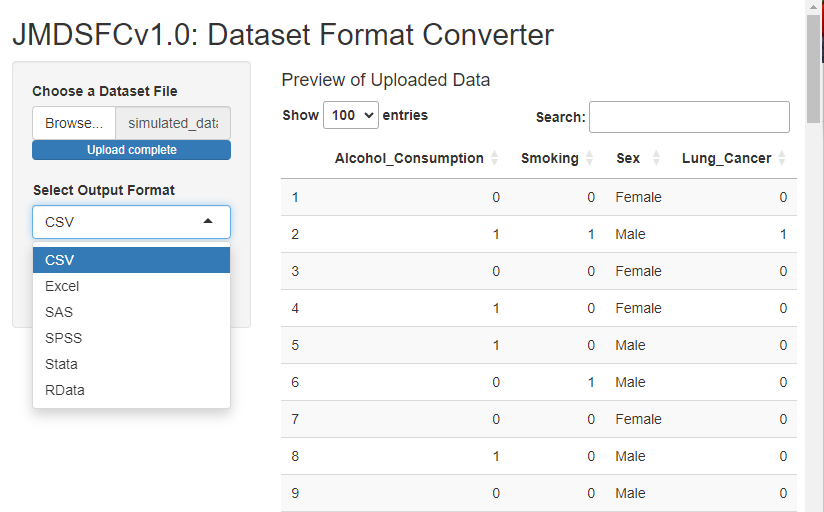 JMDSFCv1.0: Dataset Format Converter
Choose a Dataset File
Browse... simulated_data
Upload complete
Select Output Format
CSV
CSV
Excel
SAS
SPSS
Stata
RData
Preview of Uploaded Data
Show 100 entries Search:
Alcohol_Consumption Smoking Sex Lung_Cancer
1 0 0 Female 0
2 1 1 Male 1
3 0 0 Female 0
4 1 0 Female 0
5 1 0 Male 0
6 0 1 Male 0
7 0 0 Female 0
8 1 0 Male 0
9 0 0 Male 0